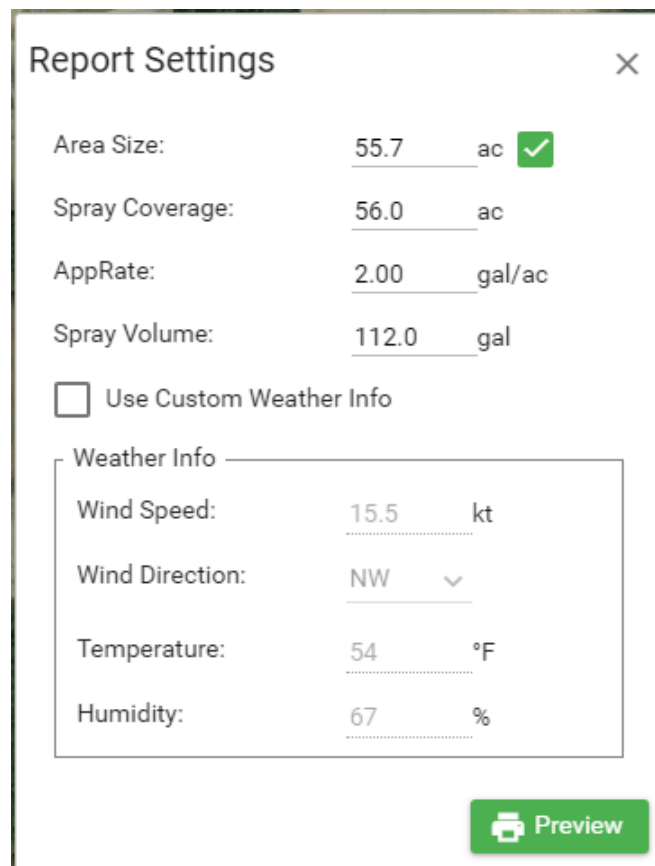 Report Settings
Area Size: 55.7 ac
Spray Coverage: 56.0 ac
AppRate: 2.00 gal/ac
Spray Volume: 112.0 gal
Use Custom Weather Info
Weather Info
Wind Speed: 15.5 kt
Wind Direction: NW
Temperature: 54 °F
Humidity: 67 %
Preview